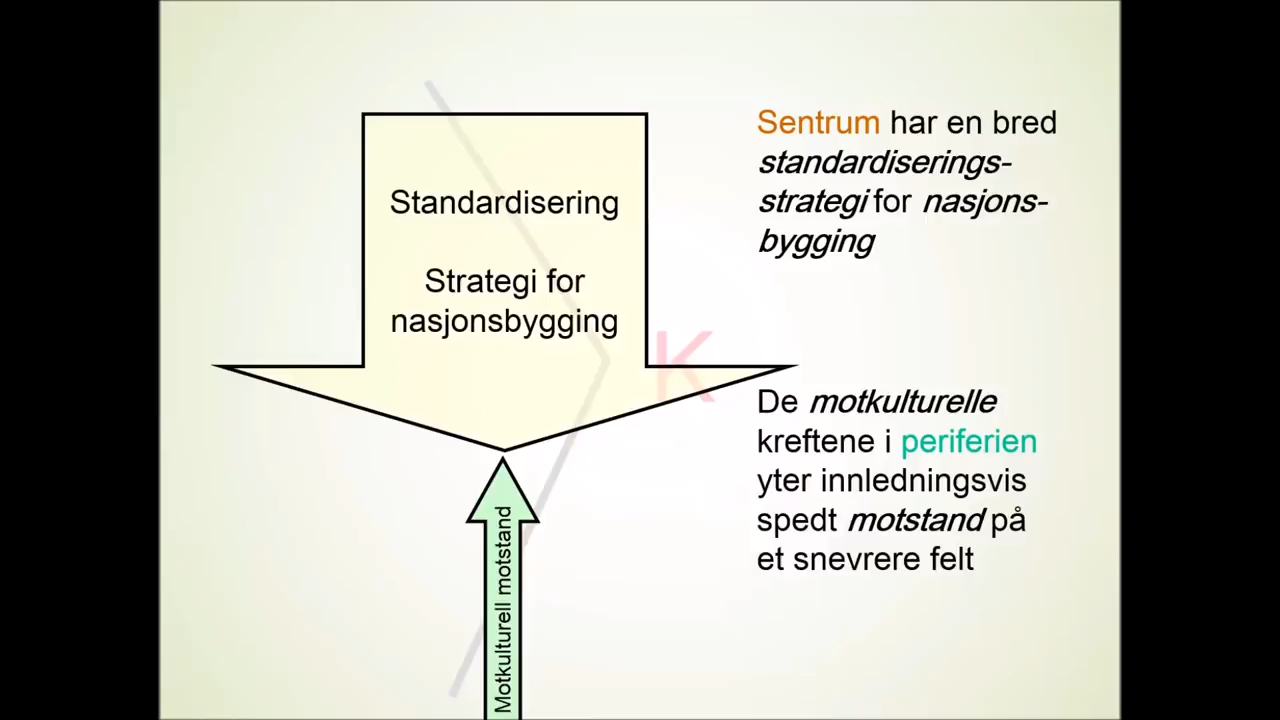 Standardisering
Strategi for
nasjonsbygging
K
Motkulturell motstand
Sentrum har en bred
standardiserings-
strategi for nasjons-
bygging
De motkulturelle
kreftene i periferien
yter innledningsvis
spedt motstand på
et snevrere felt